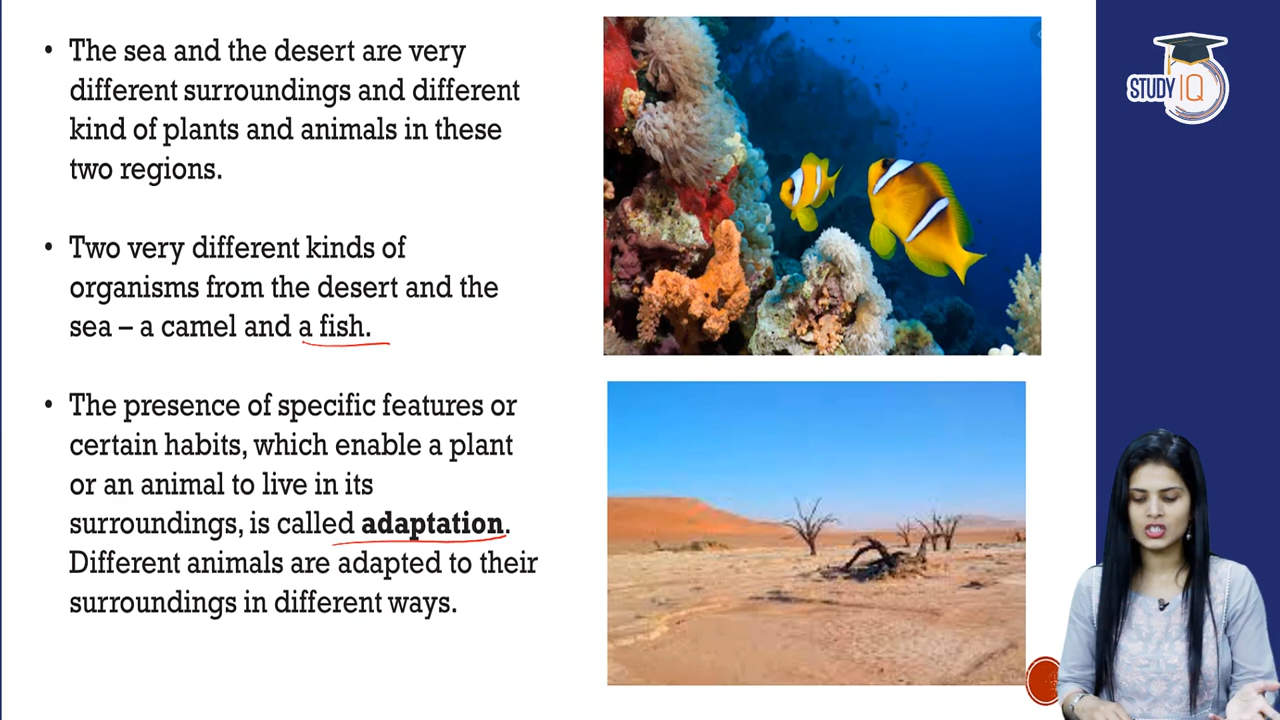 • The sea and the desert are very
different surroundings and different
kind of plants and animals in these
two regions.
• Two very different kinds of
organisms from the desert and the
sea – a camel and a fish.
• The presence of specific features or
certain habits, which enable a plant
or an animal to live in its
surroundings, is called adaptation.
Different animals are adapted to their
surroundings in different ways.
STUDY IQ